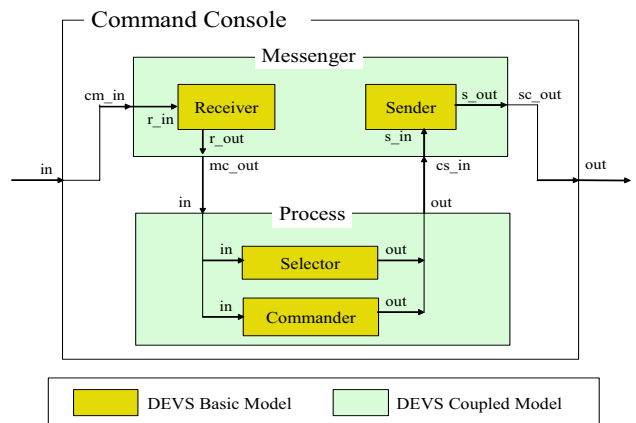 Command Console
Messenger
cm_in
Receiver
Sender
s_out
sc_out
r_in
r_out
s_in
mc_out
cs_in
in
out
in
Process
out
in
Selector
out
in
Commander
out
DEVS Basic Model
DEVS Coupled Model